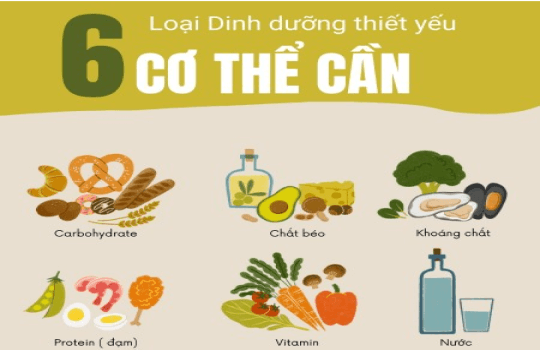 6 Loại Dinh dưỡng thiết yếu
CƠ THỂ CẦN
Carbohydrate
Chất béo
Khoáng chất
Protein ( đạm)
Vitamin
Nước